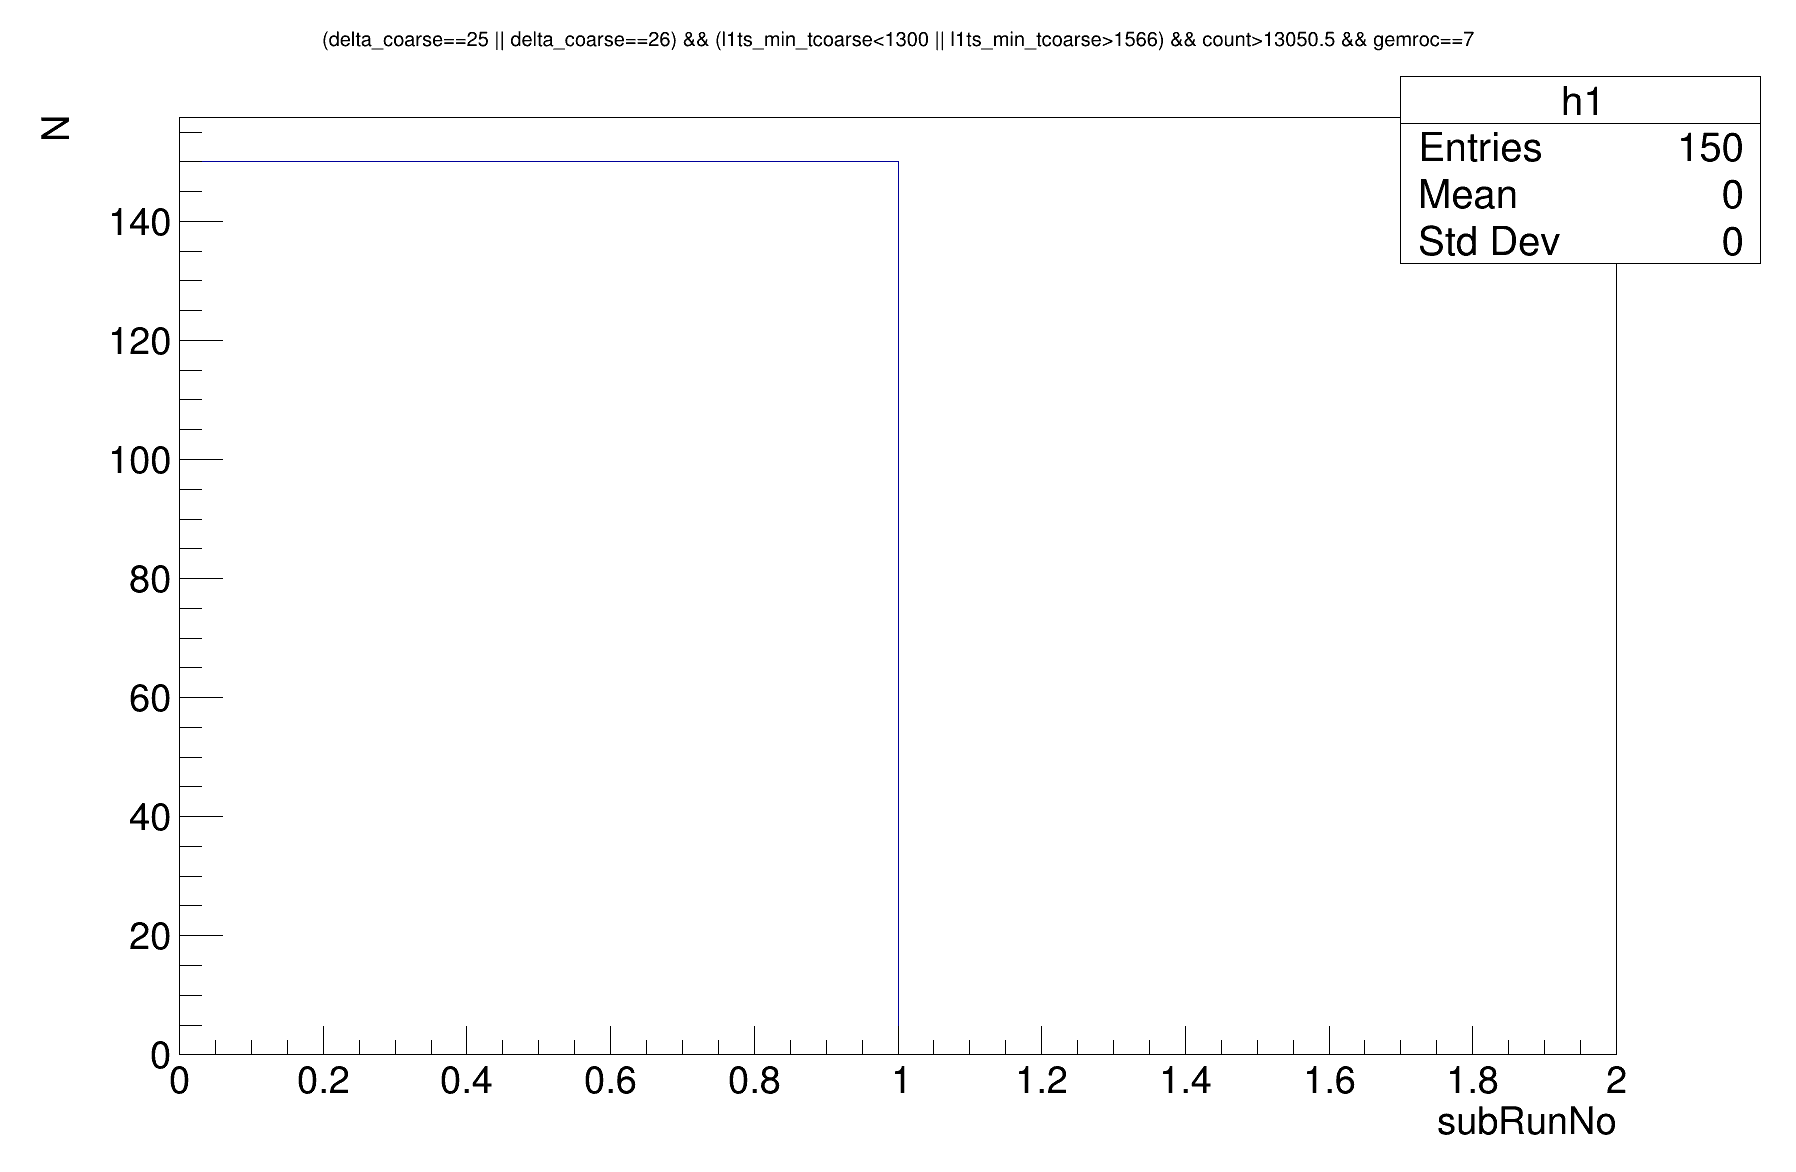 (delta_coarse==25 || delta_coarse==26) && (l1ts_min_tcoarse<1300 || l1ts_min_tcoarse>1566) && count>13050.5 && gemroc==7
N
h1
Entries 150
Mean 0
Std Dev 0
140
120
100
80
60
40
20
0
0 0.2 0.4 0.6 0.8 1 1.2 1.4 1.6 1.8 2
subRunNo